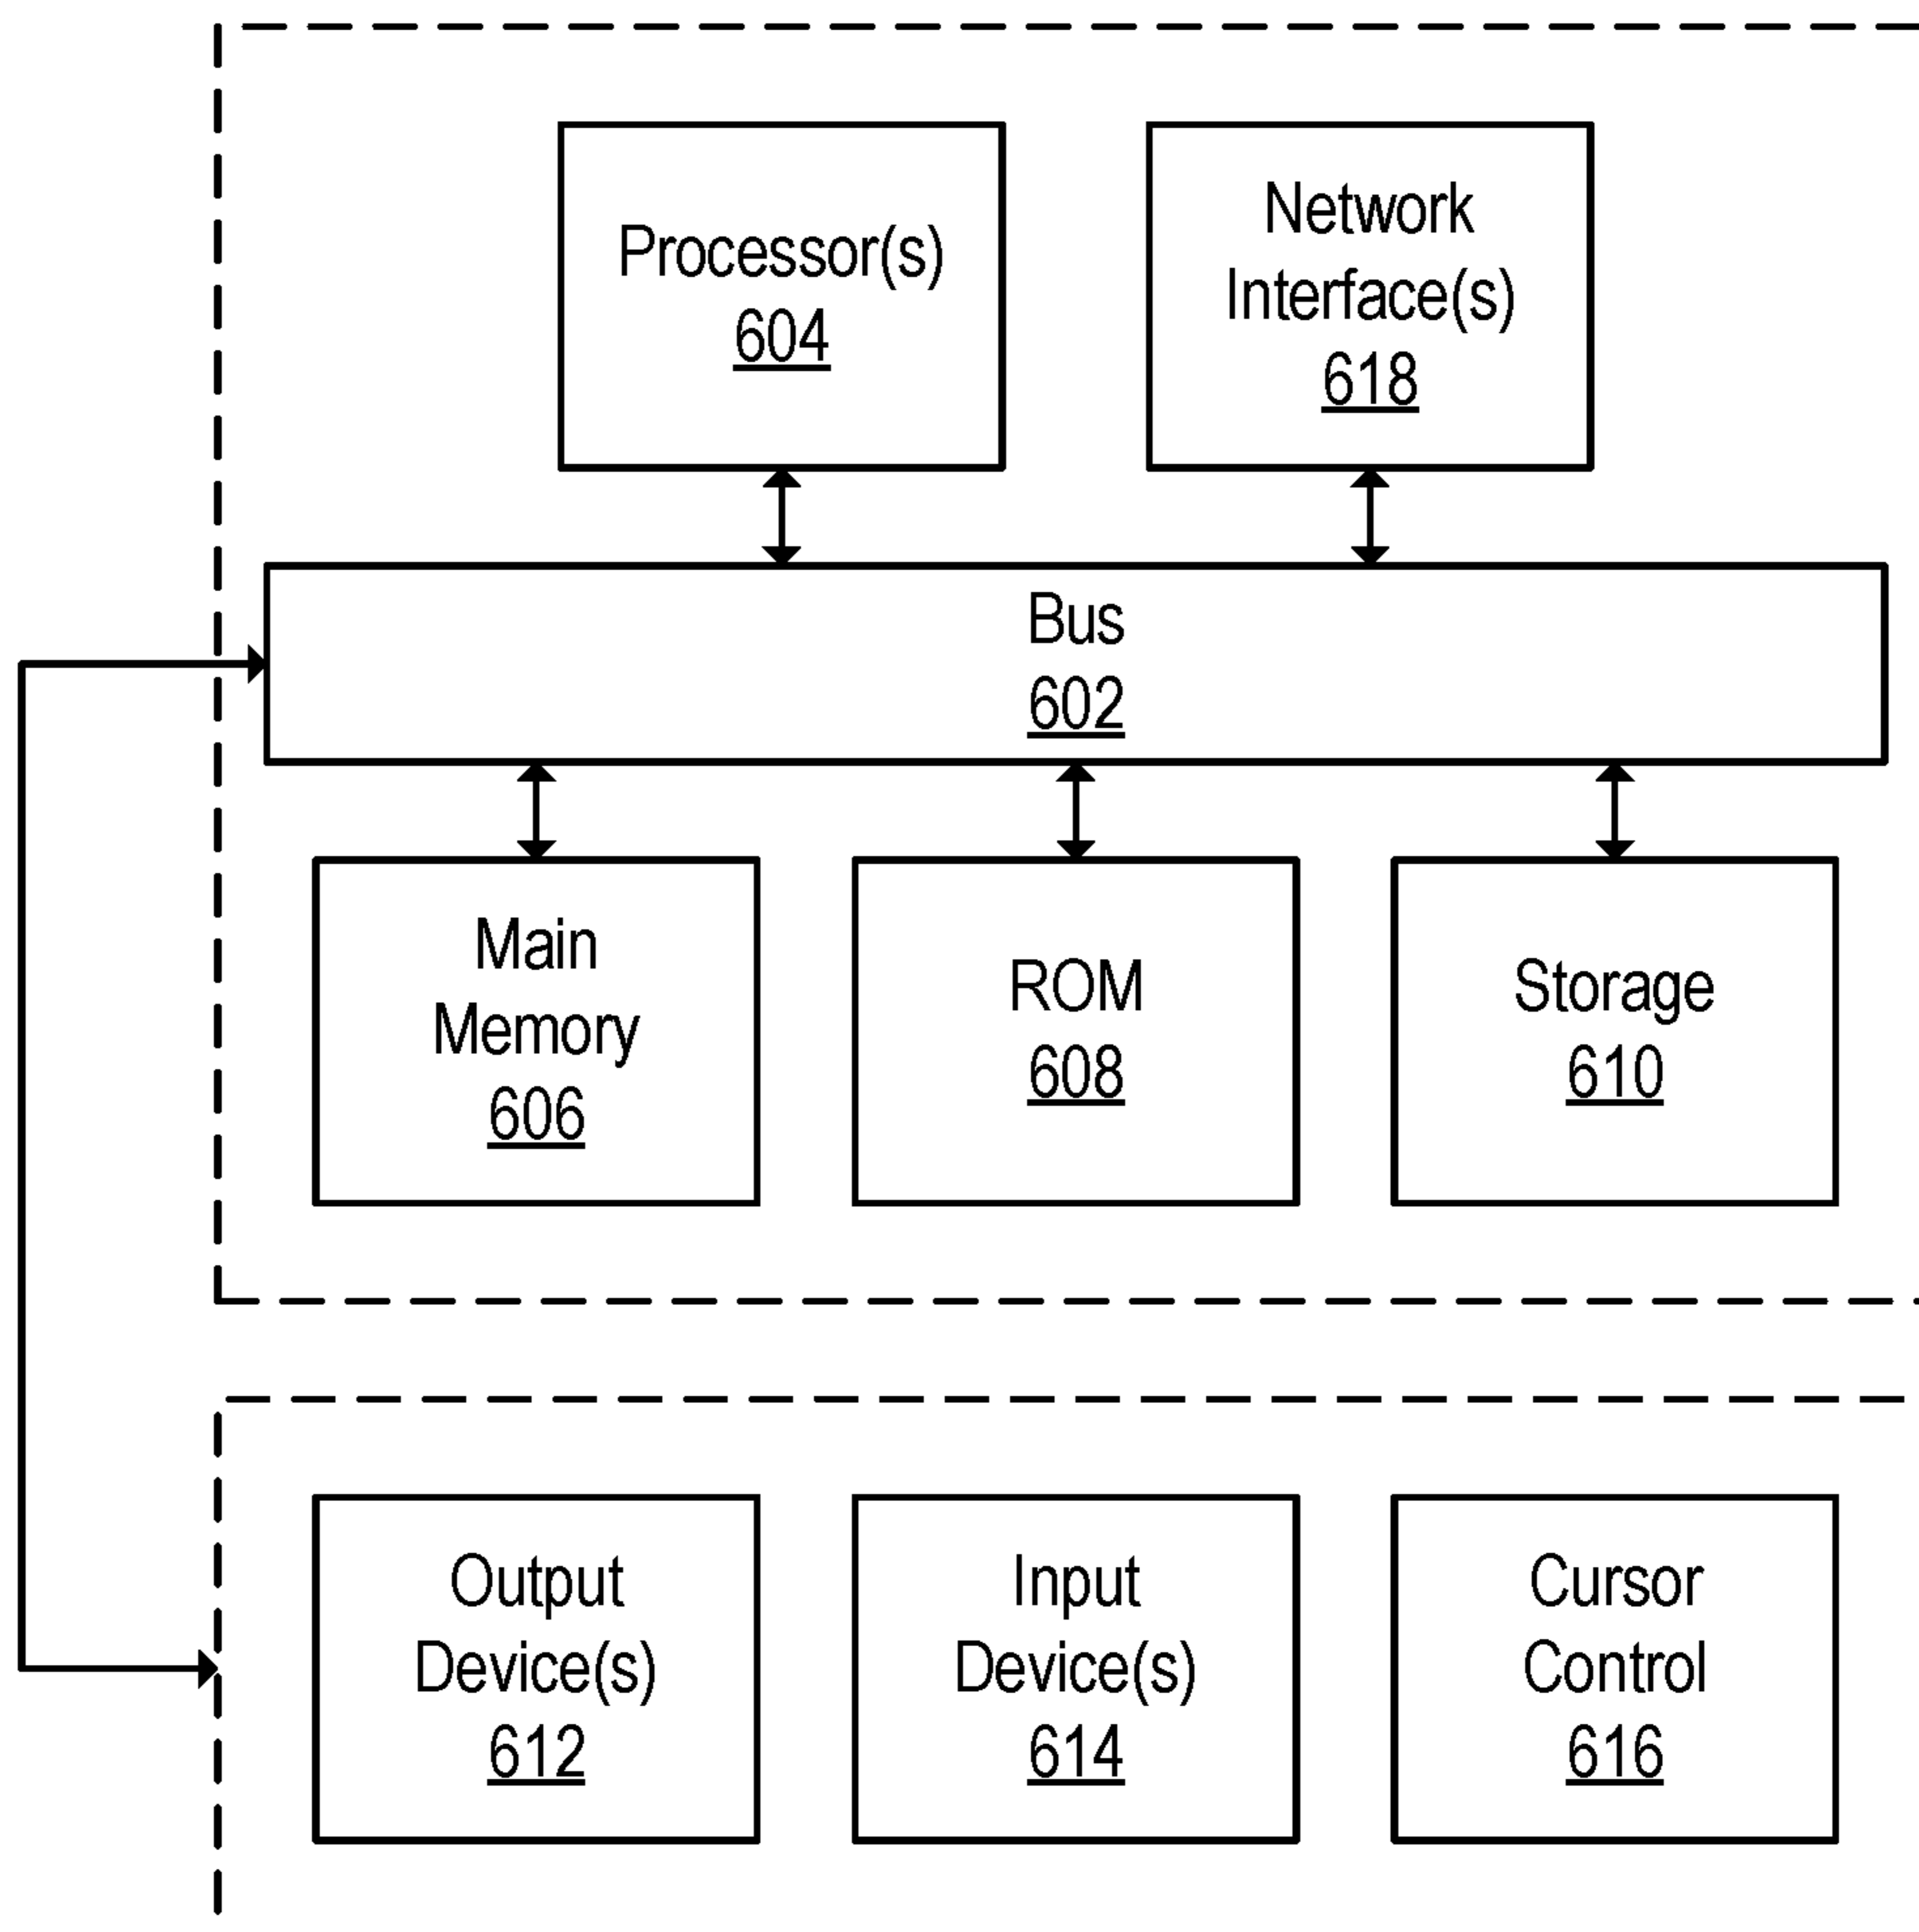 Processor(s)
604
Network
Interface(s)
618
Bus
602
Main
Memory
606
ROM
608
Storage
610
Output
Device(s)
612
Input
Device(s)
614
Cursor
Control
616